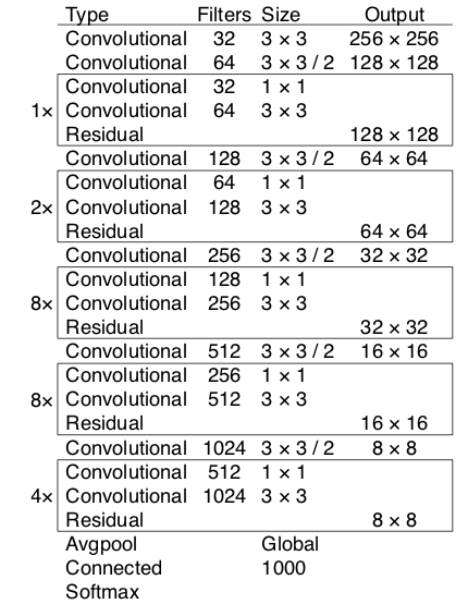 Type Filters Size Output
Convolutional 32 3 × 3 256 × 256
Convolutional 64 3 × 3 / 2 128 × 128
Convolutional 32 1 × 1
1× Convolutional 64 3 × 3
Residual 128 × 128
Convolutional 128 3 × 3 / 2 64 × 64
Convolutional 64 1 × 1
2× Convolutional 128 3 × 3
Residual 64 × 64
Convolutional 256 3 × 3 / 2 32 × 32
Convolutional 128 1 × 1
8× Convolutional 256 3 × 3
Residual 32 × 32
Convolutional 512 3 × 3 / 2 16 × 16
Convolutional 256 1 × 1
8× Convolutional 512 3 × 3
Residual 16 × 16
Convolutional 1024 3 × 3 / 2 8 × 8
Convolutional 512 1 × 1
4× Convolutional 1024 3 × 3
Residual 8 × 8
Avgpool Global
Connected 1000
Softmax